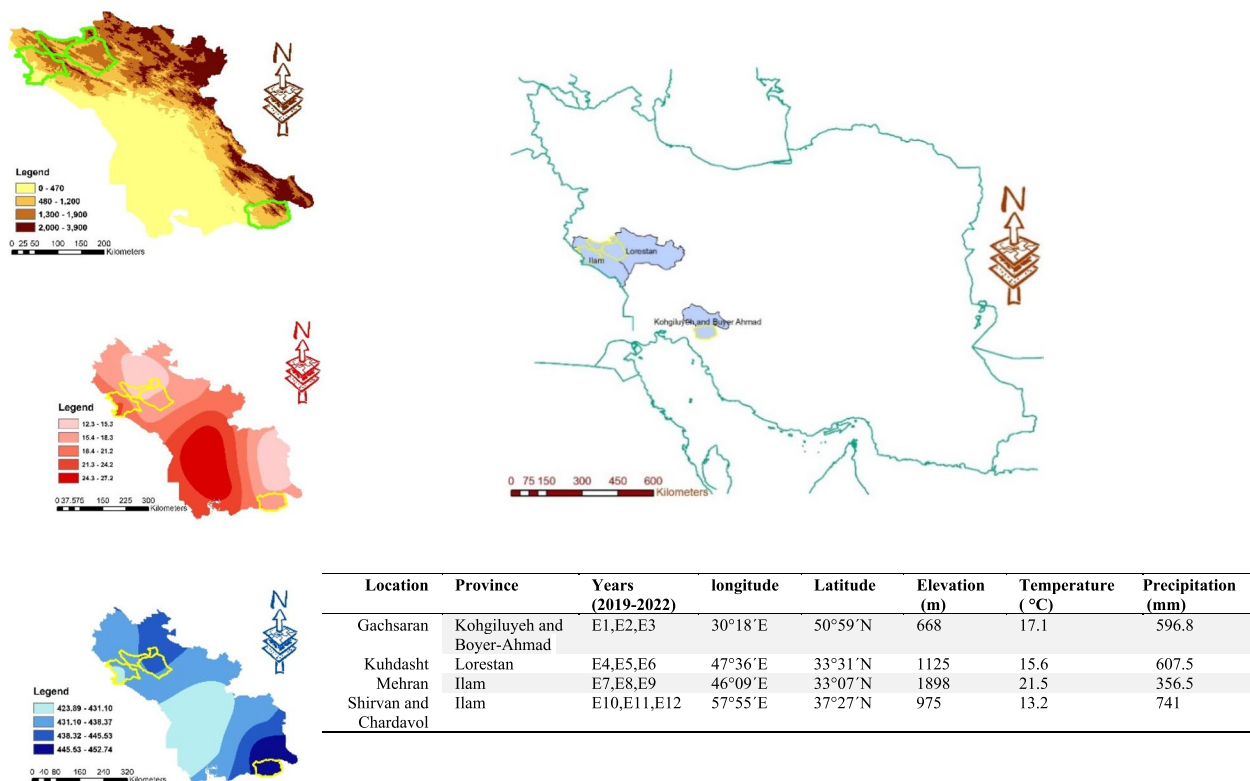 N
Legend
0 - 470
480 - 1,200
1,300 - 1,900
2,000 - 3,900
0 25 50 100 150 200
Kilometers
N
Legend
12.3 - 15.3
15.4 - 18.3
18.4 - 21.2
21.3 - 24.2
24.3 - 27.2
0 37.575 150 225 300
Kilometers
N
Legend
423.89 - 431.10
431.10 - 438.37
438.32 - 445.53
445.53 - 452.74
0 40 80 160 240 320
Kilometers
N
Lorestan
Ilam
Kohgiluyeh and Buyer Ahmad
0 75 150 300 450 600
Kilometers
Location Province Years longitude Latitude Elevation Temperature Precipitation
(2019-2022) (m) ( °C) (mm)
Gachsaran Kohgiluyeh and E1,E2,E3 30°18´E 50°59´N 668 17.1 596.8
Boyer-Ahmad
Kuhdasht Lorestan E4,E5,E6 47°36´E 33°31´N 1125 15.6 607.5
Mehran Ilam E7,E8,E9 46°09´E 33°07´N 1898 21.5 356.5
Shirvan and Ilam E10,E11,E12 57°55´E 37°27´N 975 13.2 741
Chardavol